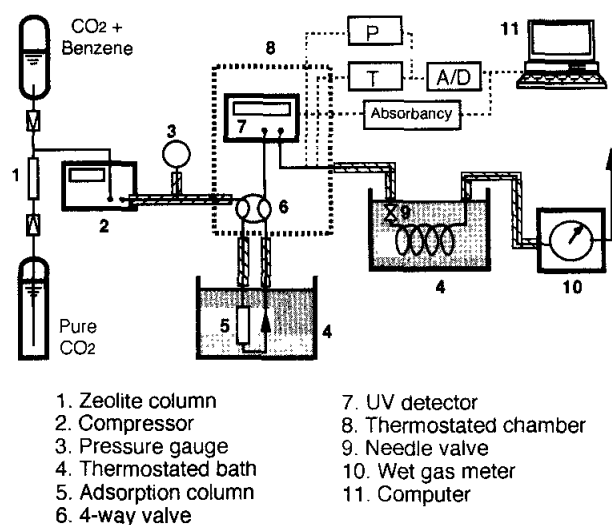 CO2 +
Benzene
P
T
A/D
Absorbancy
11
8
7
3
1
2
6
9
5
4
4
10
Pure
CO2
1. Zeolite column
2. Compressor
3. Pressure gauge
4. Thermostated bath
5. Adsorption column
6. 4-way valve
7. UV detector
8. Thermostated chamber
9. Needle valve
10. Wet gas meter
11. Computer